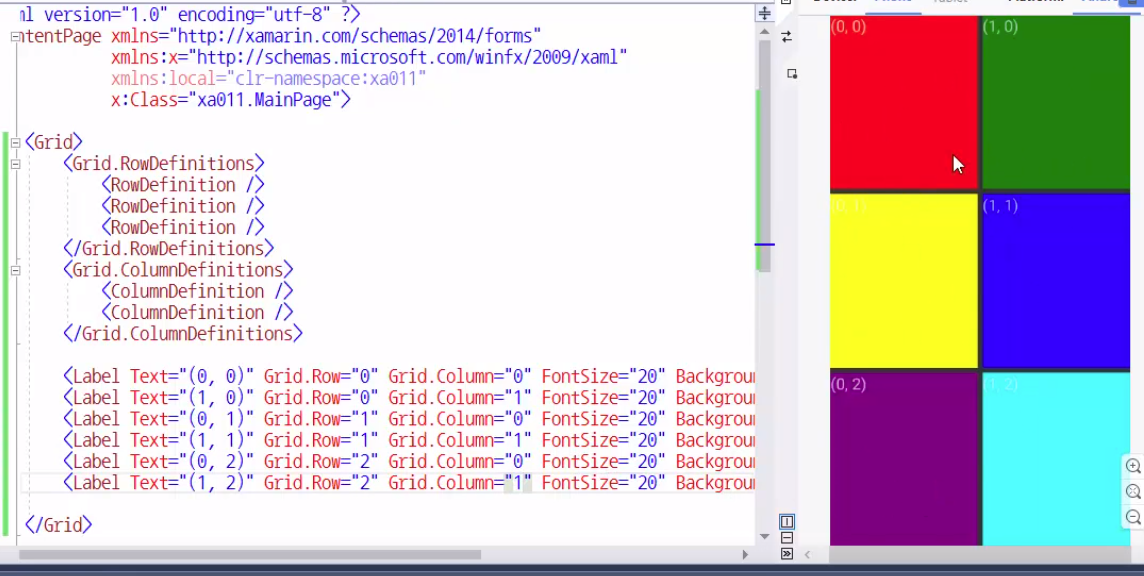 ml version="1.0" encoding="utf-8" ?>
ntentPage xmlns="http://xamarin.com/schemas/2014/forms"
xmlns:x="http://schemas.microsoft.com/winfx/2009/xaml"
xmlns:local="clr-namespace:xa011"
x:Class="xa011.MainPage">
<Grid>
<Grid.RowDefinitions>
<RowDefinition />
<RowDefinition />
<RowDefinition />
</Grid.RowDefinitions>
<Grid.ColumnDefinitions>
<ColumnDefinition />
<ColumnDefinition />
</Grid.ColumnDefinitions>
<Label Text="(0, 0)" Grid.Row="0" Grid.Column="0" FontSize="20" Backgrou
<Label Text="(1, 0)" Grid.Row="0" Grid.Column="1" FontSize="20" Backgrou
<Label Text="(0, 1)" Grid.Row="1" Grid.Column="0" FontSize="20" Backgrou
<Label Text="(1, 1)" Grid.Row="1" Grid.Column="1" FontSize="20" Backgrou
<Label Text="(0, 2)" Grid.Row="2" Grid.Column="0" FontSize="20" Backgrou
<Label Text="(1, 2)" Grid.Row="2" Grid.Column="1" FontSize="20" Backgrou
</Grid>
(0, 0) (1, 0)
(0, 1) (1, 1)
(0, 2) (1, 2)